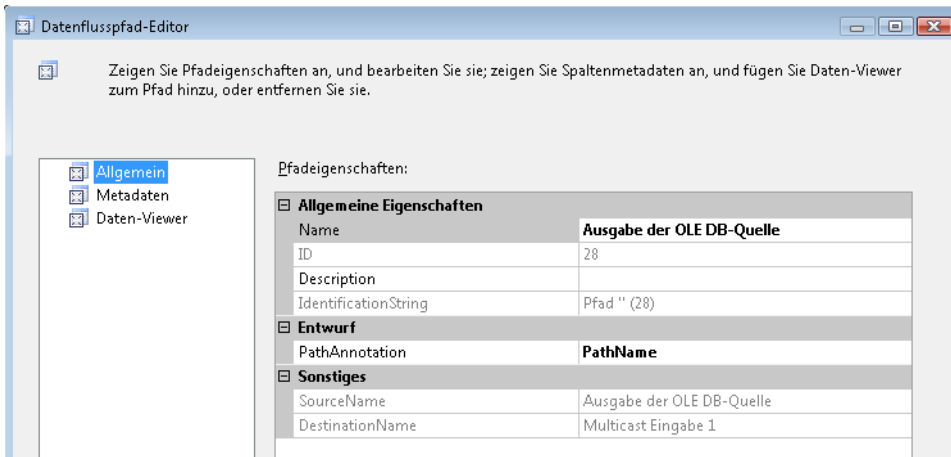 Datenflusspfad-Editor
Zeigen Sie Pfadeigenschaften an, und bearbeiten Sie sie; zeigen Sie Spaltenmetadaten an, und fügen Sie Daten-Viewer
zum Pfad hinzu, oder entfernen Sie sie.
Allgemein
Metadaten
Daten-Viewer
Pfadeigenschaften:
Allgemeine Eigenschaften
Name Ausgabe der OLE DB-Quelle
ID 28
Description
IdentificationString Pfad '' (28)
Entwurf
PathAnnotation PathName
Sonstiges
SourceName Ausgabe der OLE DB-Quelle
DestinationName Multicast Eingabe 1